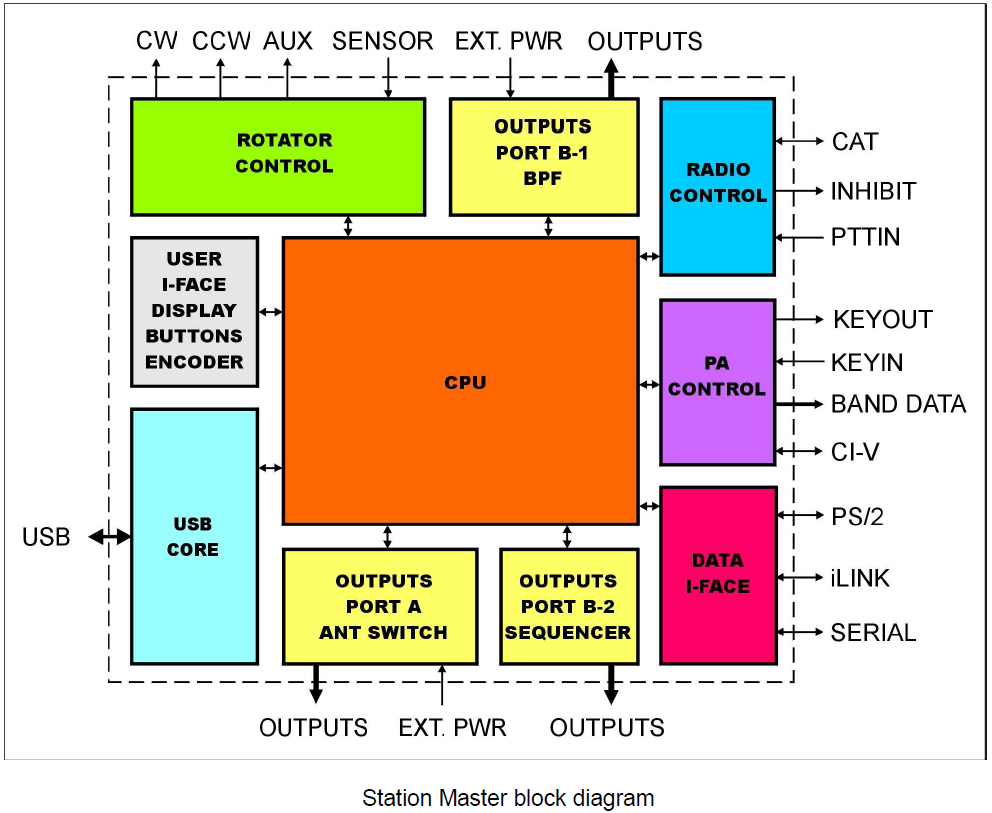 CW CCW AUX SENSOR EXT. PWR OUTPUTS
ROTATOR
CONTROL
OUTPUTS
PORT B-1
BPF
RADIO
CONTROL
CAT
INHIBIT
PTTIN
USER
I-FACE
DISPLAY
BUTTONS
ENCODER
CPU
PA
CONTROL
KEYOUT
KEYIN
BAND DATA
CI-V
USB
USB
CORE
OUTPUTS
PORT A
ANT SWITCH
OUTPUTS
PORT B-2
SEQUENCER
DATA
I-FACE
PS/2
iLINK
SERIAL
OUTPUTS EXT. PWR OUTPUTS
Station Master block diagram